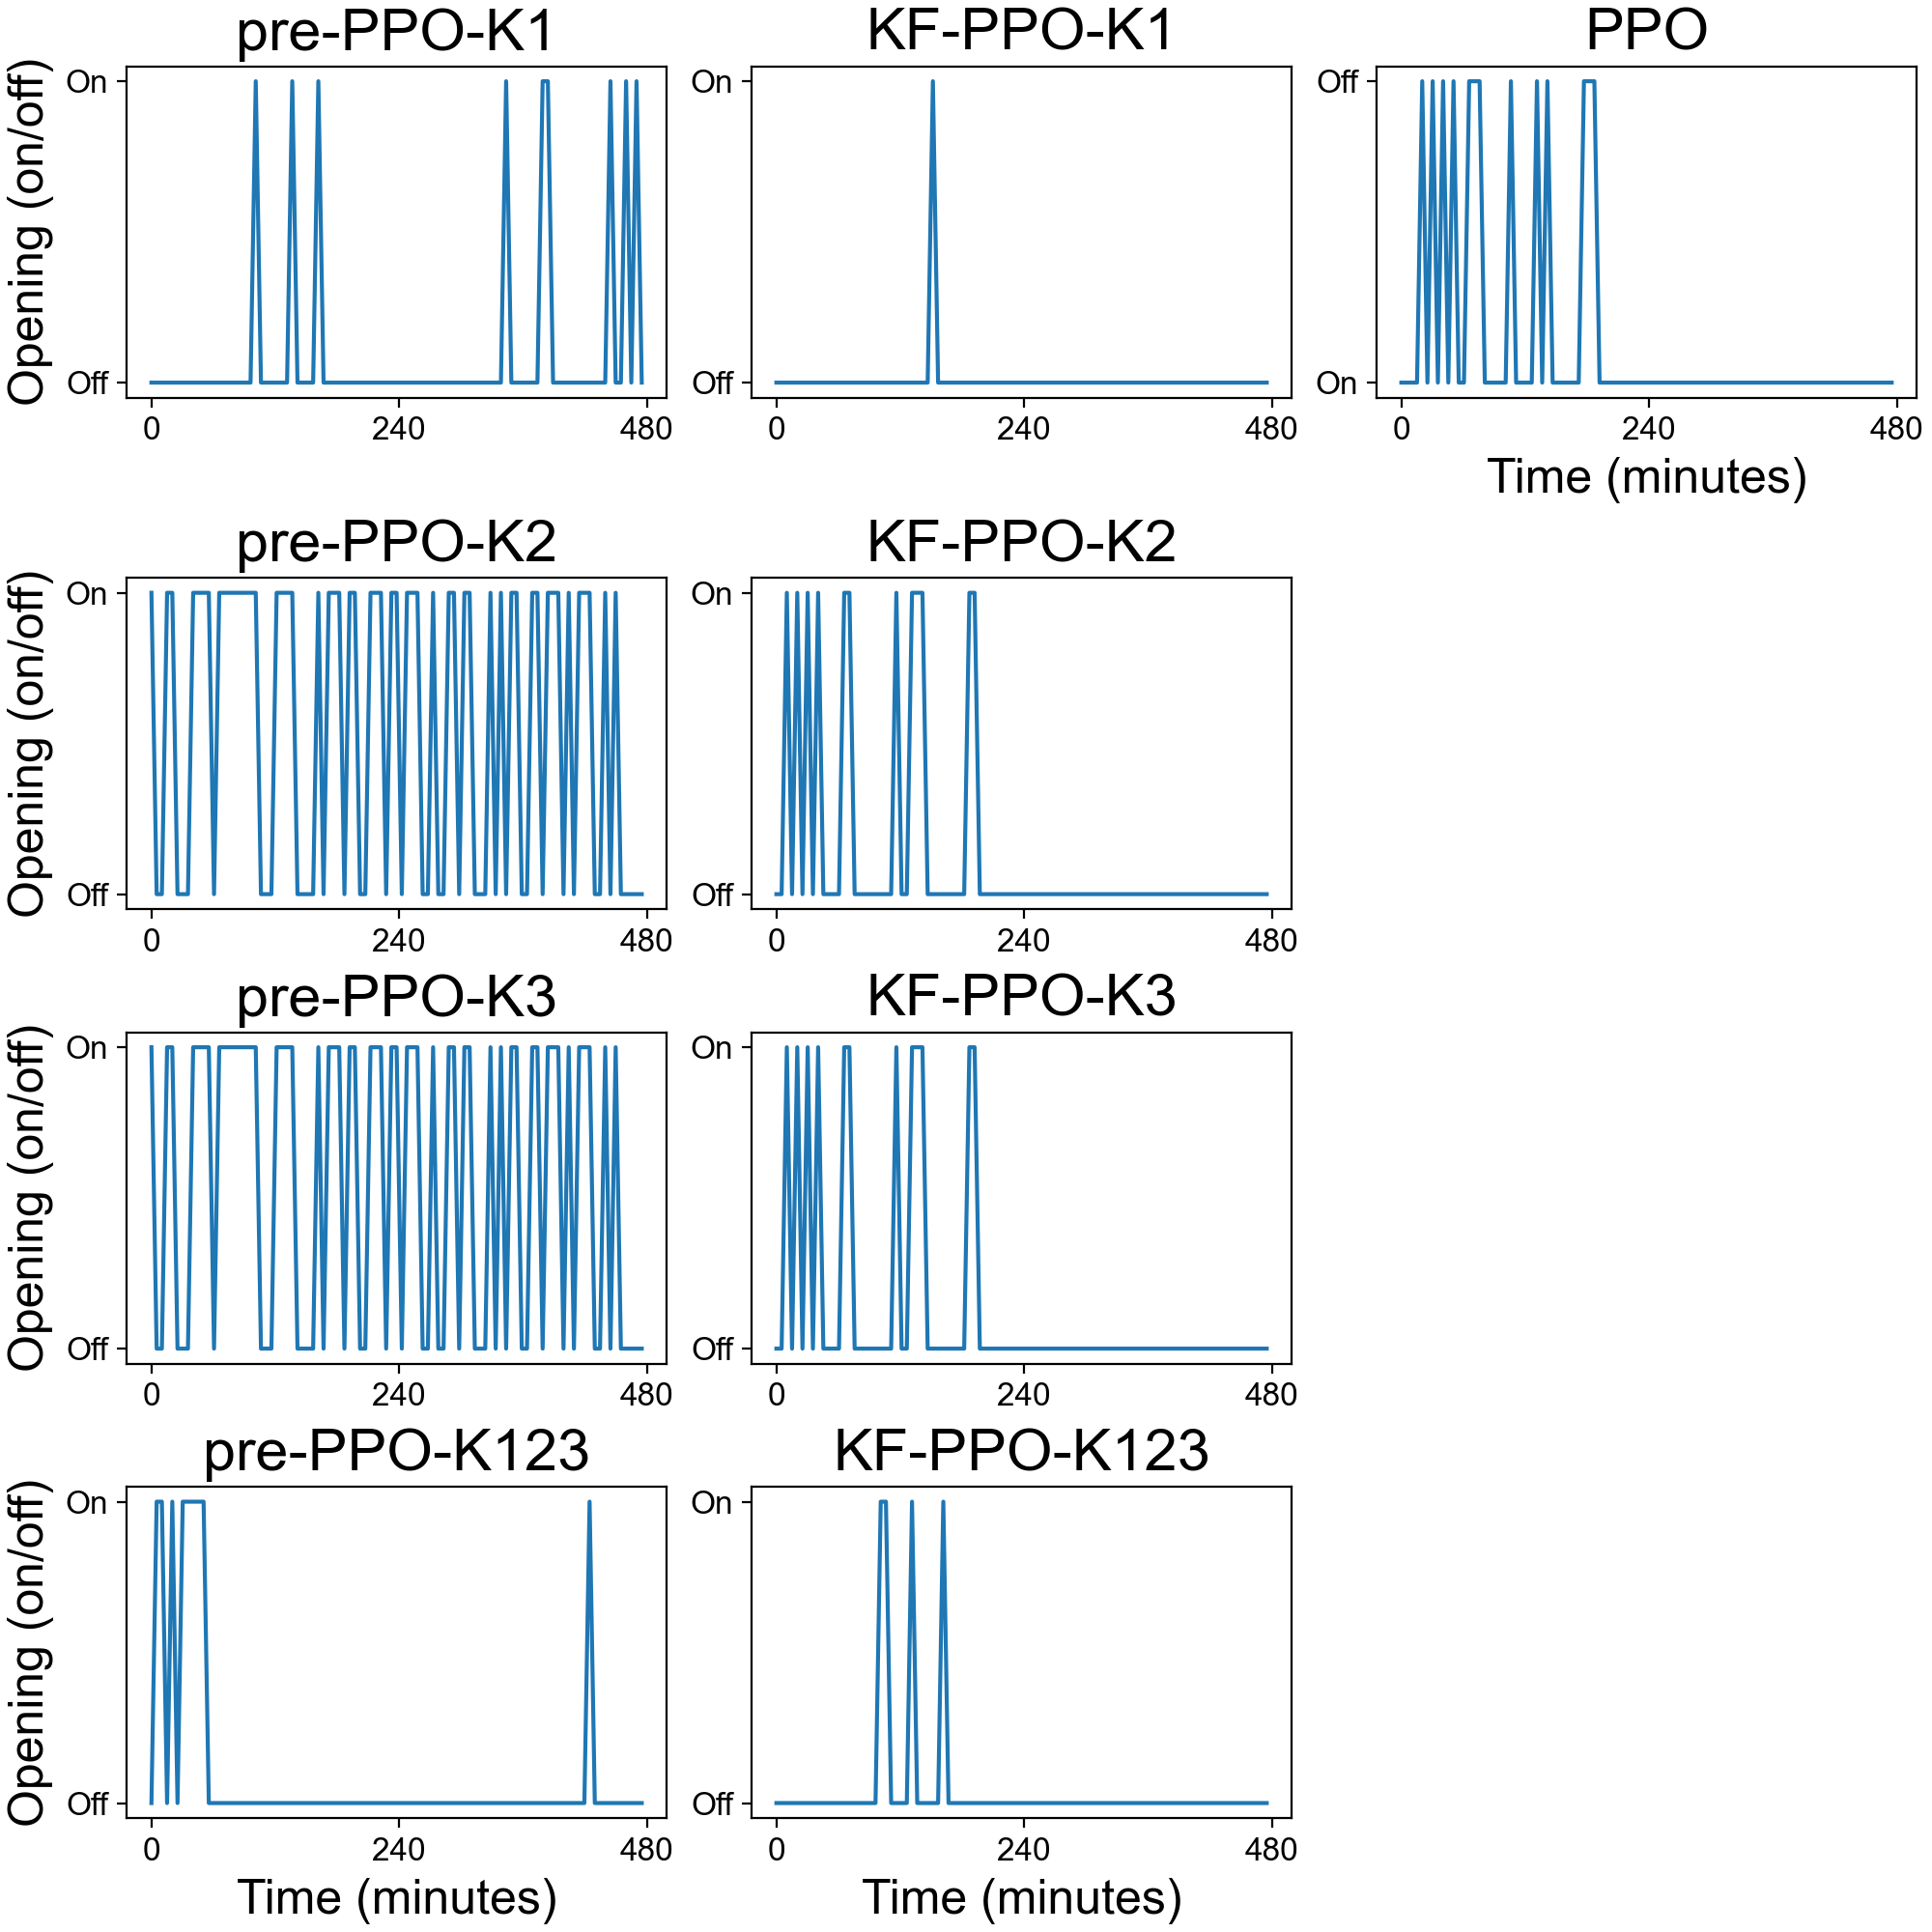 pre-PPO-K1
KF-PPO-K1
PPO
Opening (on/off)
On
Off
0 240 480
On
Off
0 240 480
Off
On
0 240 480
Time (minutes)
pre-PPO-K2
KF-PPO-K2
Opening (on/off)
On
Off
0 240 480
On
Off
0 240 480
pre-PPO-K3
KF-PPO-K3
Opening (on/off)
On
Off
0 240 480
On
Off
0 240 480
pre-PPO-K123
KF-PPO-K123
Opening (on/off)
On
Off
0 240 480
Time (minutes)
On
Off
0 240 480
Time (minutes)